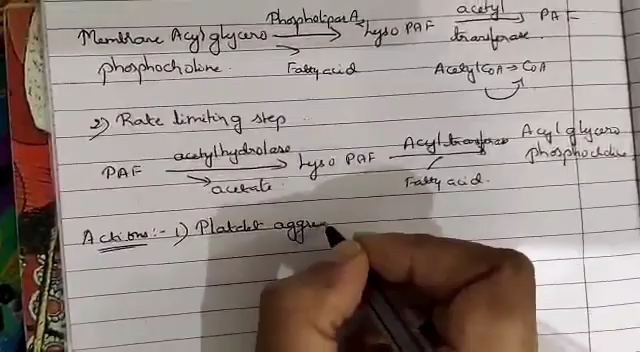 Membrane Acylglycero Phospholipase A2 Lyso PAF acetyl transferase PAF
phosphocholine. Fatty acid Acetyl CoA → CoA
2) Rate limiting step
PAF acetylhydrolase acetate Lyso PAF Acyltransferase Fatty acid. Acyl glycero
phosphocholine
Actions:- 1) Platelet aggre